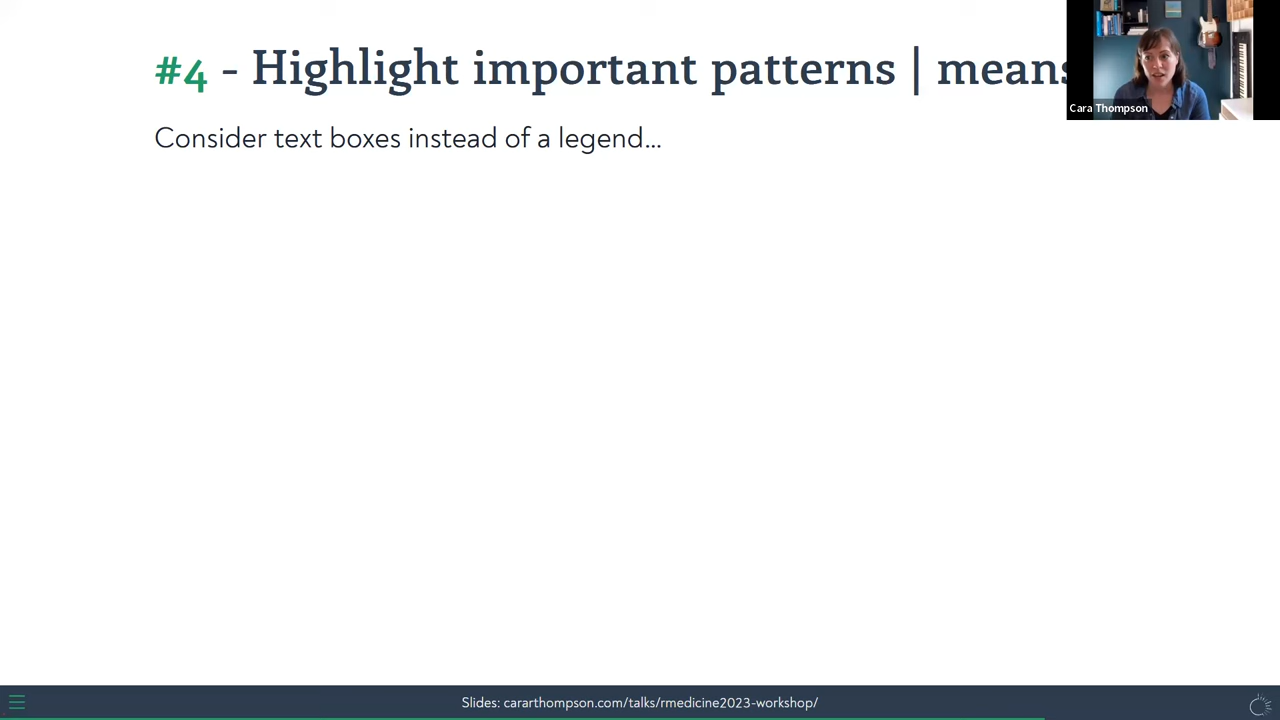 #4 - Highlight important patterns | means
Cara Thompson
Consider text boxes instead of a legend...
Slides: cararthompson.com/talks/rmedicine2023-workshop/